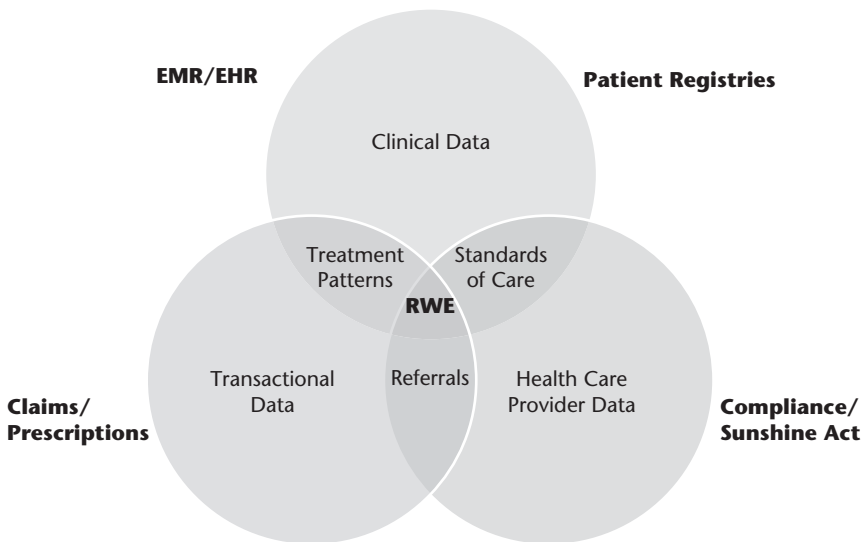 EMR/EHR
Patient Registries
Clinical Data
Treatment
Patterns
Standards
of Care
RWE
Transactional
Data
Referrals
Health Care
Provider Data
Claims/
Prescriptions
Compliance/
Sunshine Act